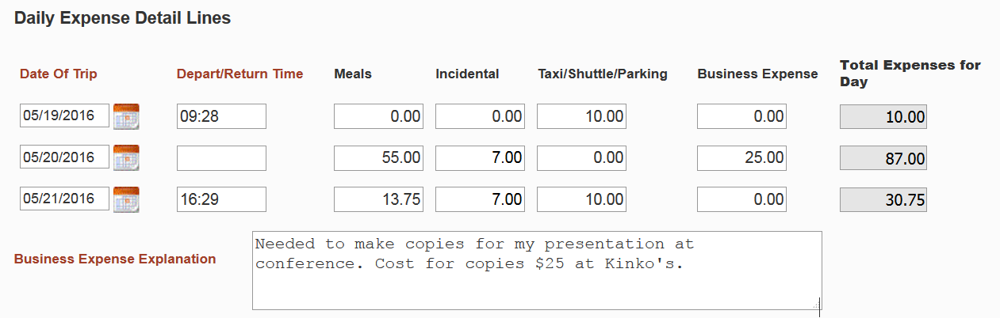 Daily Expense Detail Lines
Date Of Trip Depart/Return Time Meals Incidental Taxi/Shuttle/Parking Business Expense Total Expenses for Day
05/19/2016 09:28 0.00 0.00 10.00 0.00 10.00
05/20/2016 55.00 7.00 0.00 25.00 87.00
05/21/2016 16:29 13.75 7.00 10.00 0.00 30.75
Business Expense Explanation
Needed to make copies for my presentation at
conference. Cost for copies $25 at Kinko's.